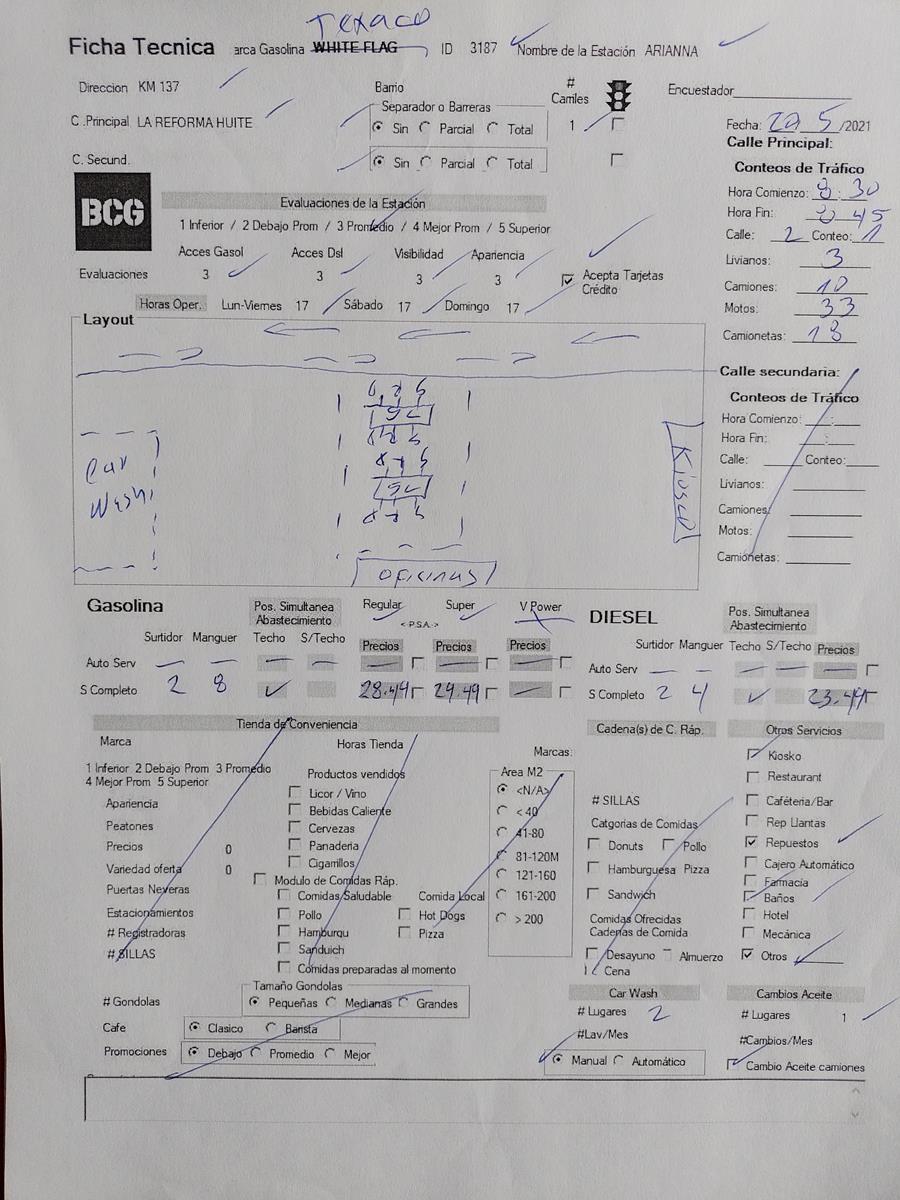 Texaco
Ficha Tecnica arca Gasolina WHITE FLAG ID 3187 Nombre de la Estación ARIANNA
Direccion KM 137 Barrio # Carriles Encuestador
Separador o Barreras
C .Principal LA REFORMA HUITE Sin Parcial Total 1 Fecha: 20 5 /2021
C. Secund. Sin Parcial Total
Calle Principal:
Conteos de Tráfico
Hora Comienzo: 8:30
Hora Fin: 8 45
Calle: 2 Conteo: 1
Livianos: 3
Camiones: 10
Motos: 33
Camionetas: 18
BCG
Evaluaciones de la Estación
1 Inferior / 2 Debajo Prom / 3 Promedio / 4 Mejor Prom / 5 Superior
Acces Gasol Acces Dsl Visibilidad Apariencia
Evaluaciones 3 3 3 3 Acepta Tarjetas Crédito
Horas Oper. Lun-Viernes 17 Sábado 17 Domingo 17
Layout
Car Wash
Kiosco
oficinas
Calle secundaria:
Conteos de Tráfico
Hora Comienzo: :
Hora Fin: :
Calle: Conteo:
Livianos:
Camiones:
Motos:
Camionetas:
Gasolina Pos. Simultanea Abastecimiento Regular Super V Power
<-P.S.A.->
Surtidor Manguer Techo S/Techo Precios Precios Precios
Auto Serv
S Completo 2 8 28.49 29.49
DIESEL Pos. Simultanea Abastecimiento
Surtidor Manguer Techo S/Techo Precios
Auto Serv
S Completo 2 4 23.49
Tienda de Conveniencia
Marca Horas Tienda Marcas:
1 Inferior 2 Debajo Prom 3 Promedio
4 Mejor Prom 5 Superior
Apariencia
Peatones
Precios 0
Variedad oferta 0
Puertas Neveras
Estacionamientos
# Registradoras
# SILLAS
Productos vendidos
Licor / Vino
Bebidas Caliente
Cervezas
Panaderia
Cigarrillos
Modulo de Comidas Ráp.
Comidas Saludable Comida Local
Pollo Hot Dogs
Hamburqu Pizza
Sanduich
Comidas preparadas al momento
Area M2
<N/A>
< 40
41-80
81-120M
121-160
161-200
> 200
Tamaño Gondolas
# Gondolas Pequeñas Medianas Grandes
Cafe Clasico Barista
Promociones Debajo Promedio Mejor
Cadena(s) de C. Ráp.
# SILLAS
Catgorias de Comidas
Donuts Pollo
Hamburguesa Pizza
Sandwich
Comidas Ofrecidas
Cadenas de Comida
Desayuno Almuerzo
Cena
Otros Servicios
Kiosko
Restaurant
Caféteria/Bar
Rep Llantas
Repuestos
Cajero Automático
Farmacia
Baños
Hotel
Mecánica
Otros
Car Wash
# Lugares 2
#Lav/Mes
Manual Automático
Cambios Aceite
# Lugares 1
#Cambios/Mes
Cambio Aceite camiones